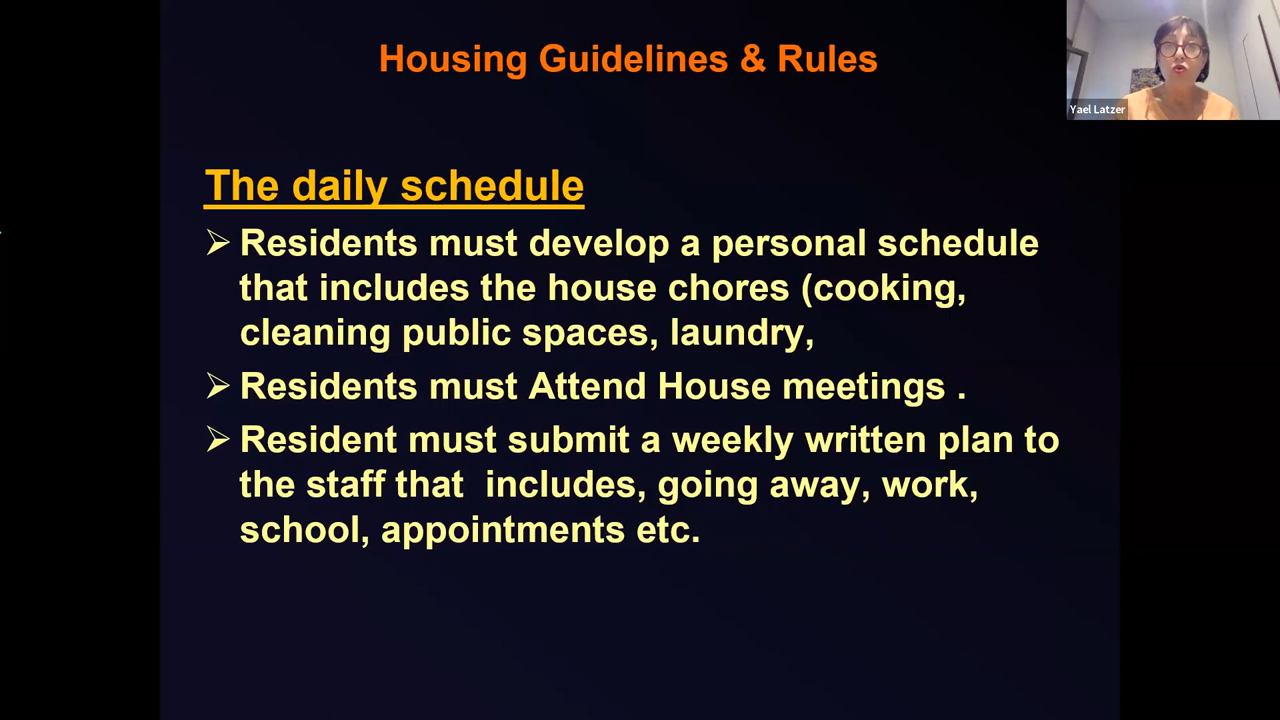 Housing Guidelines & Rules
Yael Latzer
The daily schedule
➢ Residents must develop a personal schedule
that includes the house chores (cooking,
cleaning public spaces, laundry,
➢ Residents must Attend House meetings .
➢ Resident must submit a weekly written plan to
the staff that  includes, going away, work,
school, appointments etc.